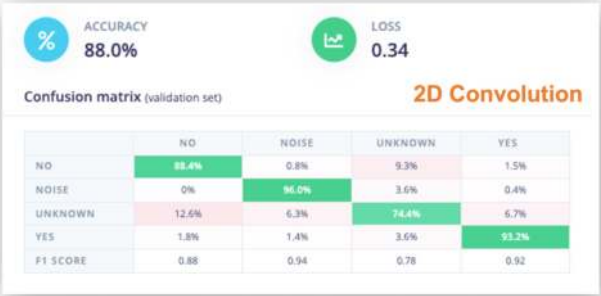 % ACCURACY
88.0%
LOSS
0.34
Confusion matrix (validation set)
2D Convolution
NO NOISE UNKNOWN YES
NO 88.4% 0.8% 9.3% 1.5%
NOISE 0% 96.0% 3.6% 0.4%
UNKNOWN 12.6% 6.3% 74.4% 6.7%
YES 1.8% 1.4% 3.6% 93.2%
F1 SCORE 0.88 0.94 0.78 0.92